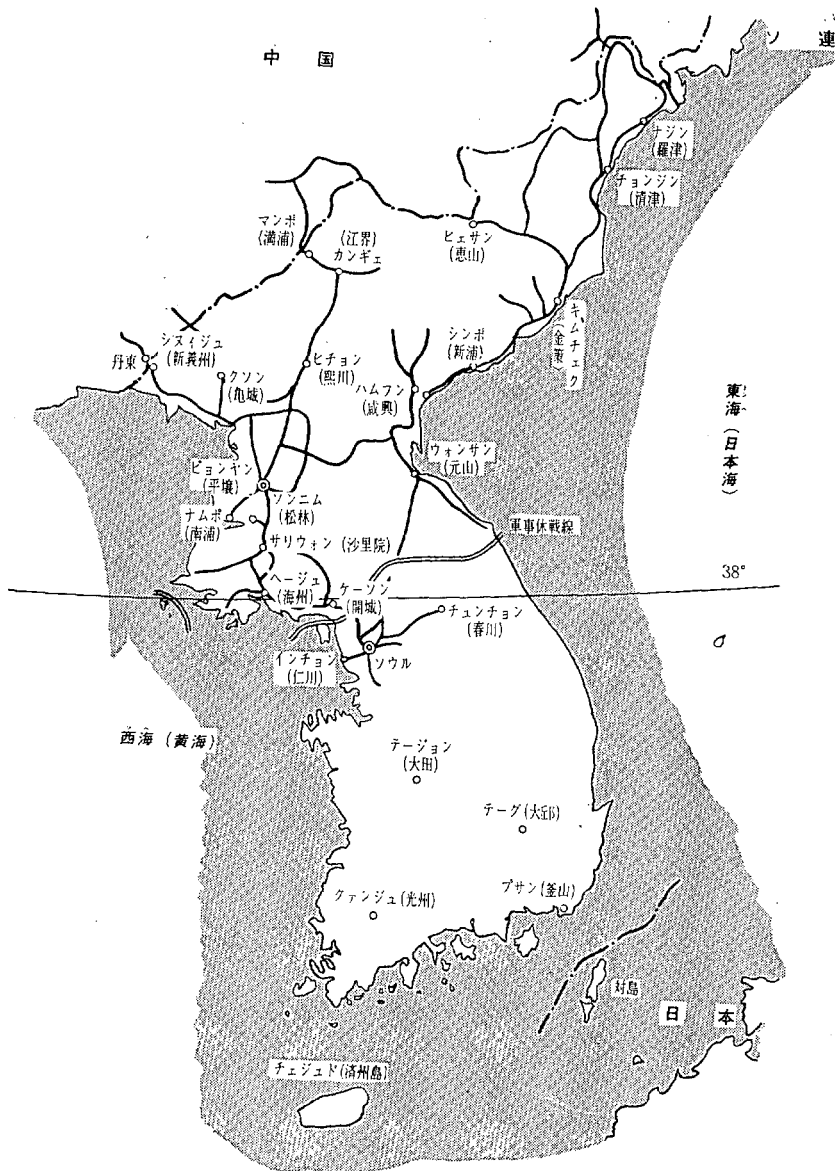 中国
連
ナジン
(羅津)
チョンジン
(清津)
マンポ
(満浦)
(江界)
カンゲェ
ヒェサン
(恵山)
キムチェク
(金策)
シヌイジュ
(新義州)
丹東
クソン
(亀城)
ヒチョン
(熙川)
シンポ
(新浦)
ハムフン
(咸興)
東海(日本海)
ウォンサン
(元山)
ピョンヤン
(平壌)
ソンニム
(松林)
ナムポ
(南浦)
サリウォン(沙里院)
軍事休戦線
38°
ヘージュ
(海州)
ケーソン
(開城)
チュンチョン
(春川)
インチョン
(仁川)
ソウル
西海(黄海)
テージョン
(大田)
テーグ(大邱)
クァンジュ(光州)
プサン(釜山)
対島
日本
チェジュド(済州島)